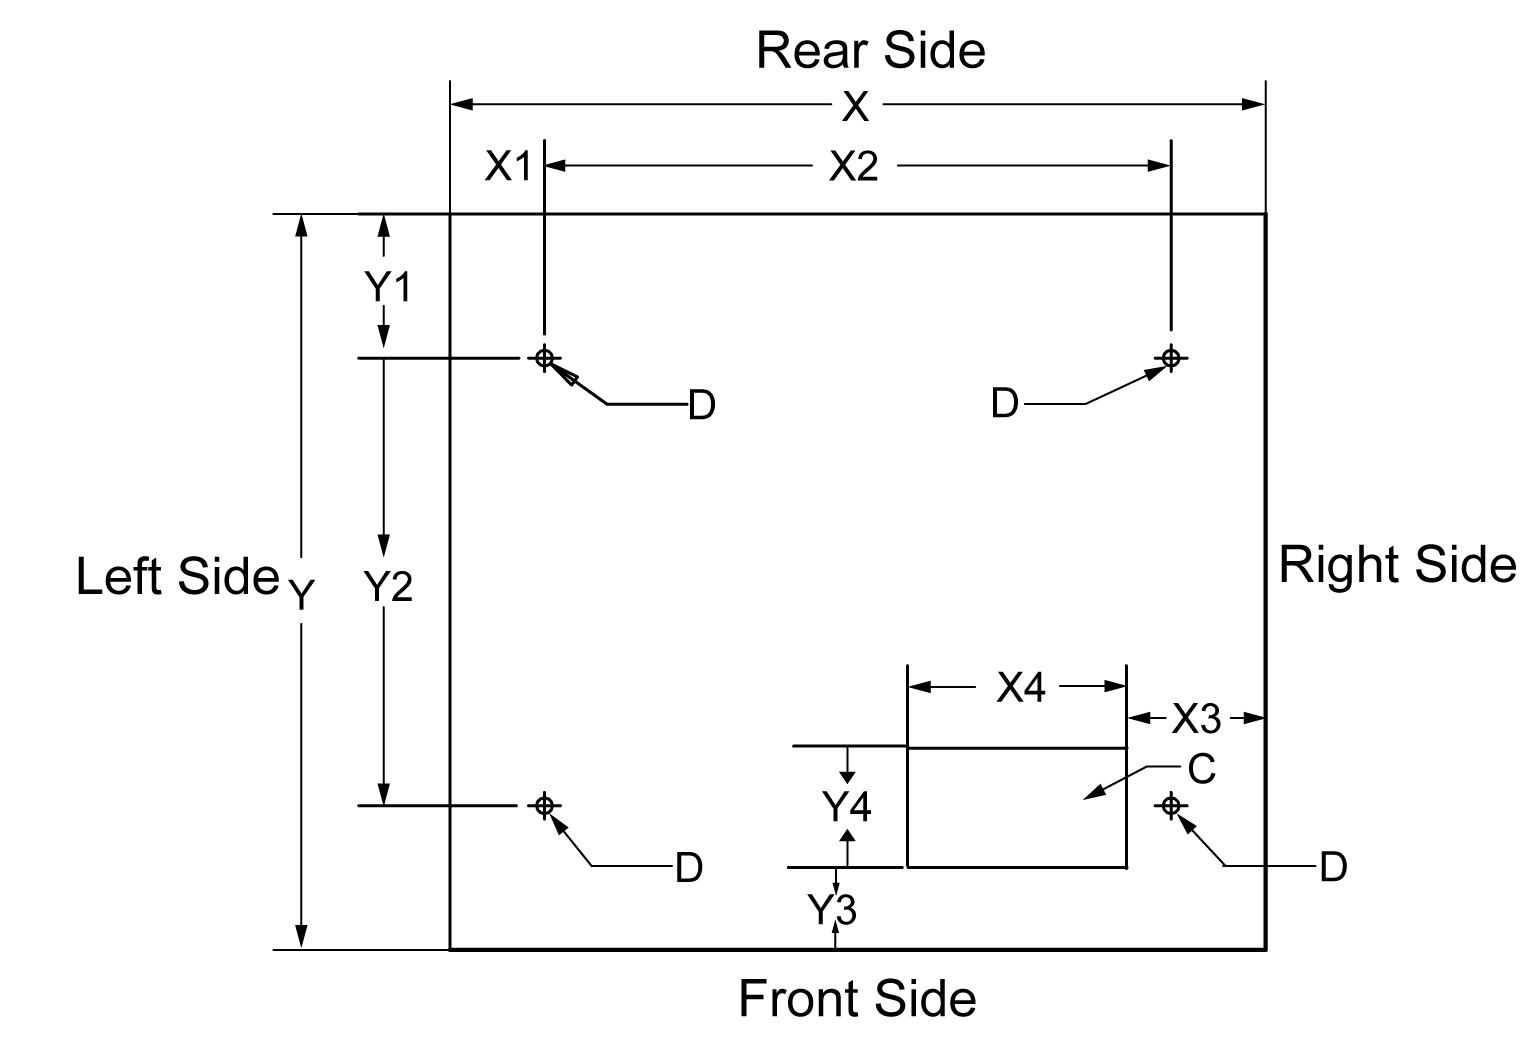 Rear Side
X
X1
X2
Y1
D
D
Left Side
Y
Y2
Right Side
X4
X3
C
Y4
D
D
Y3
Front Side